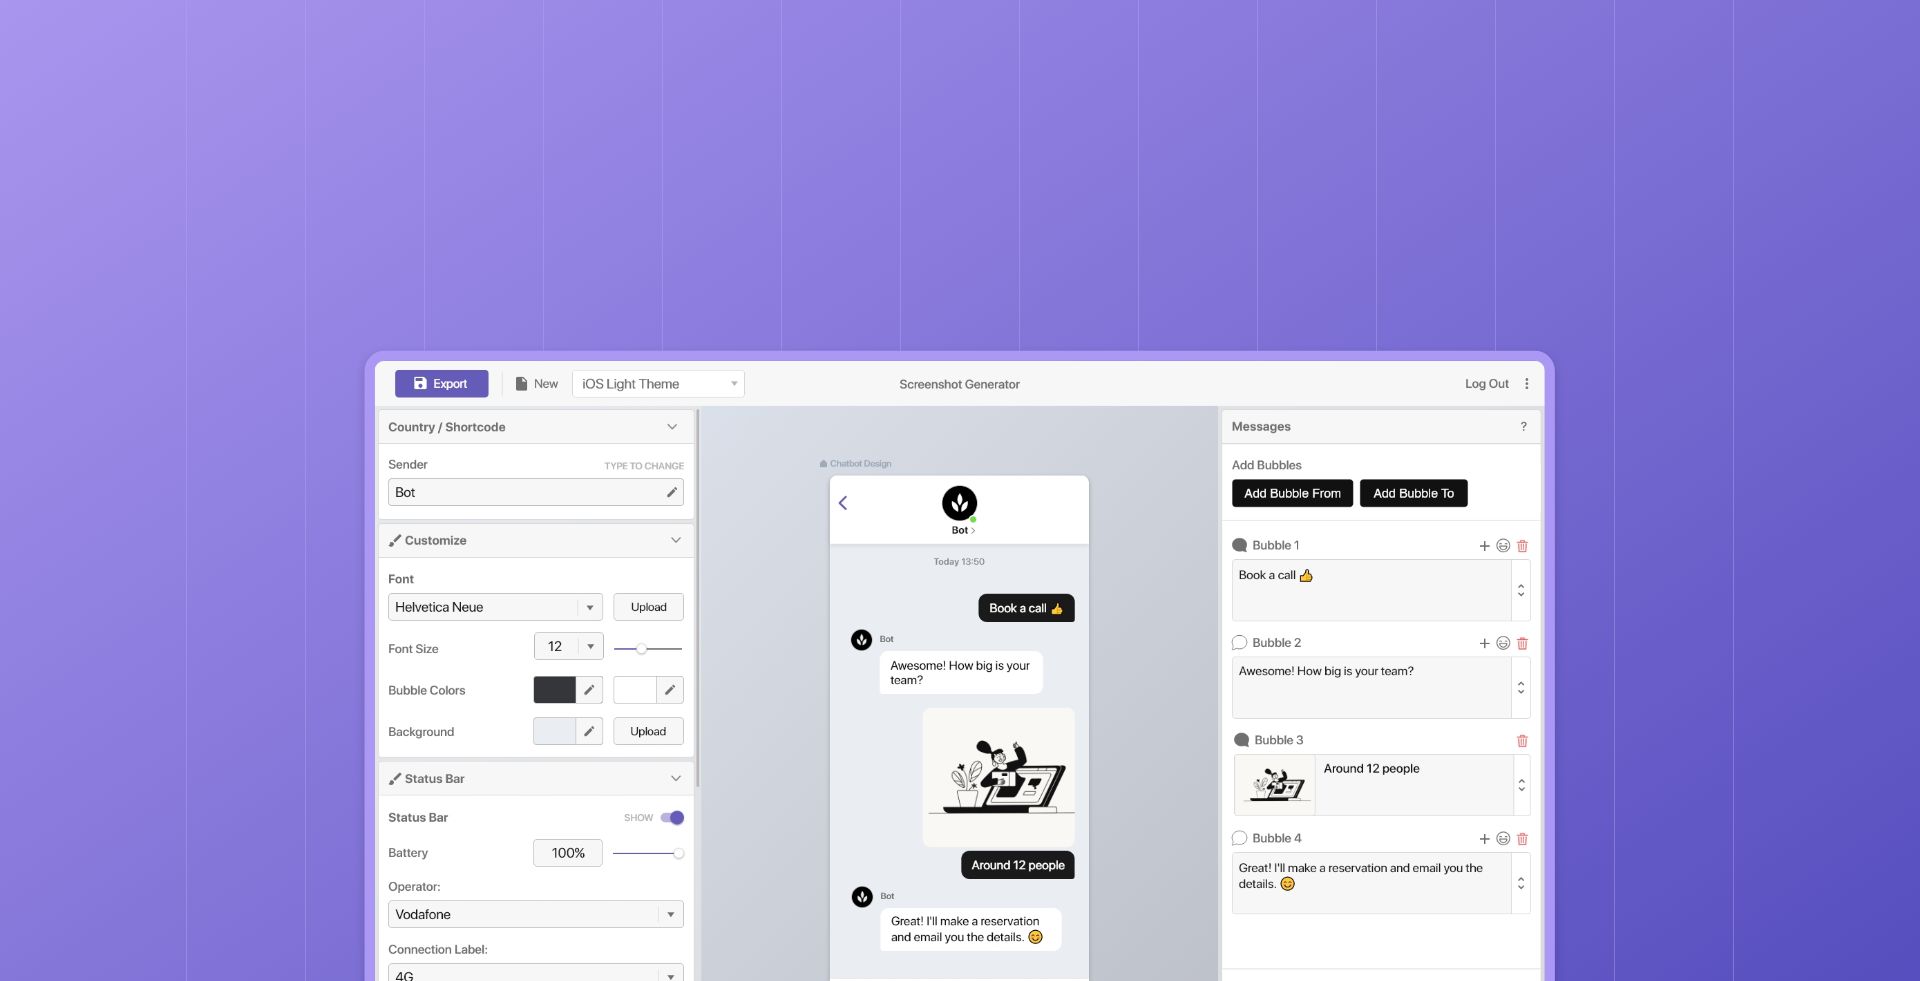 Export
New
iOS Light Theme
Screenshot Generator
Log Out
Country / Shortcode
Sender
TYPE TO CHANGE
Bot
Customize
Font
Helvetica Neue
Upload
Font Size
12
Bubble Colors
Background
Upload
Status Bar
Status Bar
SHOW
Battery
100%
Operator:
Vodafone
Connection Label:
4G
Chatbot Design
Bot
Today 13:50
Book a call 👍
Bot
Awesome! How big is your
team?
Around 12 people
Bot
Great! I'll make a reservation
and email you the details. 😊
Messages
?
Add Bubbles
Add Bubble From
Add Bubble To
Bubble 1
Book a call 👍
Bubble 2
Awesome! How big is your team?
Bubble 3
Around 12 people
Bubble 4
Great! I'll make a reservation and email you the
details. 😊